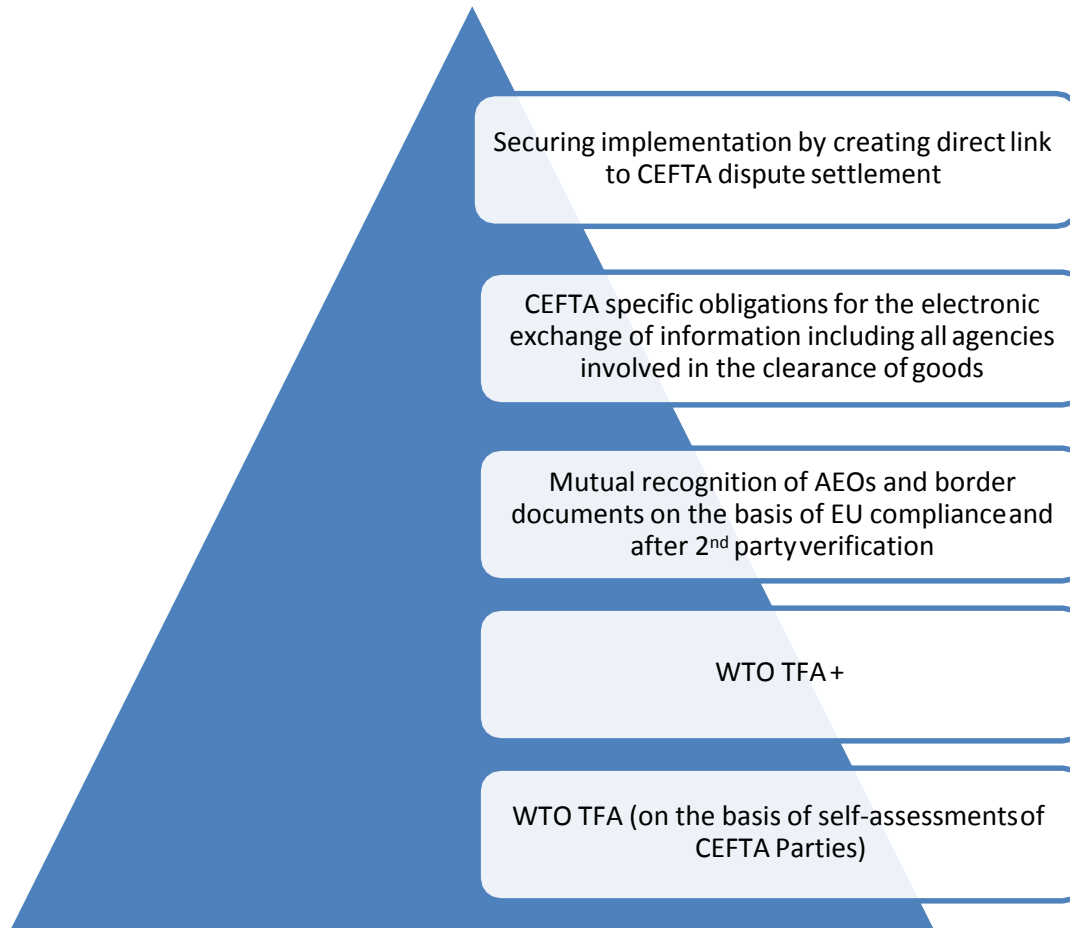 Securing implementation by creating direct link
to CEFTA dispute settlement
CEFTA specific obligations for the electronic
exchange of information including all agencies
involved in the clearance of goods
Mutual recognition of AEOs and border
documents on the basis of EU compliance and
after 2nd party verification
WTO TFA +
WTO TFA (on the basis of self-assessments of
CEFTA Parties)